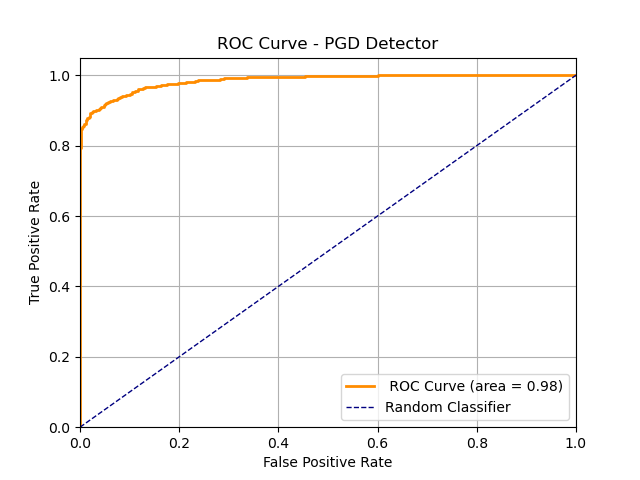 ROC Curve - PGD Detector
True Positive Rate
1.0
0.8
0.6
0.4
0.2
0.0
ROC Curve (area = 0.98)
Random Classifier
0.0 0.2 0.4 0.6 0.8 1.0
False Positive Rate